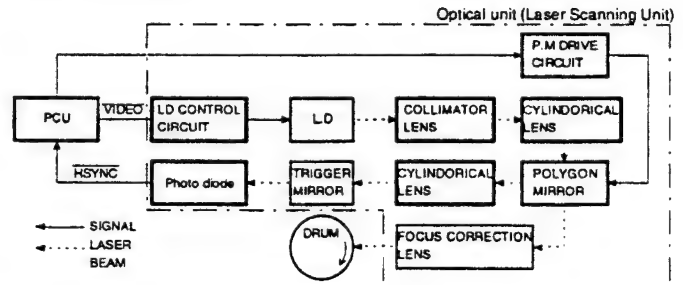 Optical unit (Laser Scanning Unit)
P.M DRIVE
CIRCUIT
PCU
VIDEO
LD CONTROL
CIRCUIT
L.D
COLLIMATOR
LENS
CYLINDORICAL
LENS
HSYNC
Photo diode
TRIGGER
MIRROR
CYLINDORICAL
LENS
POLYGON
MIRROR
SIGNAL
LASER
BEAM
DRUM
FOCUS CORRECTION
LENS